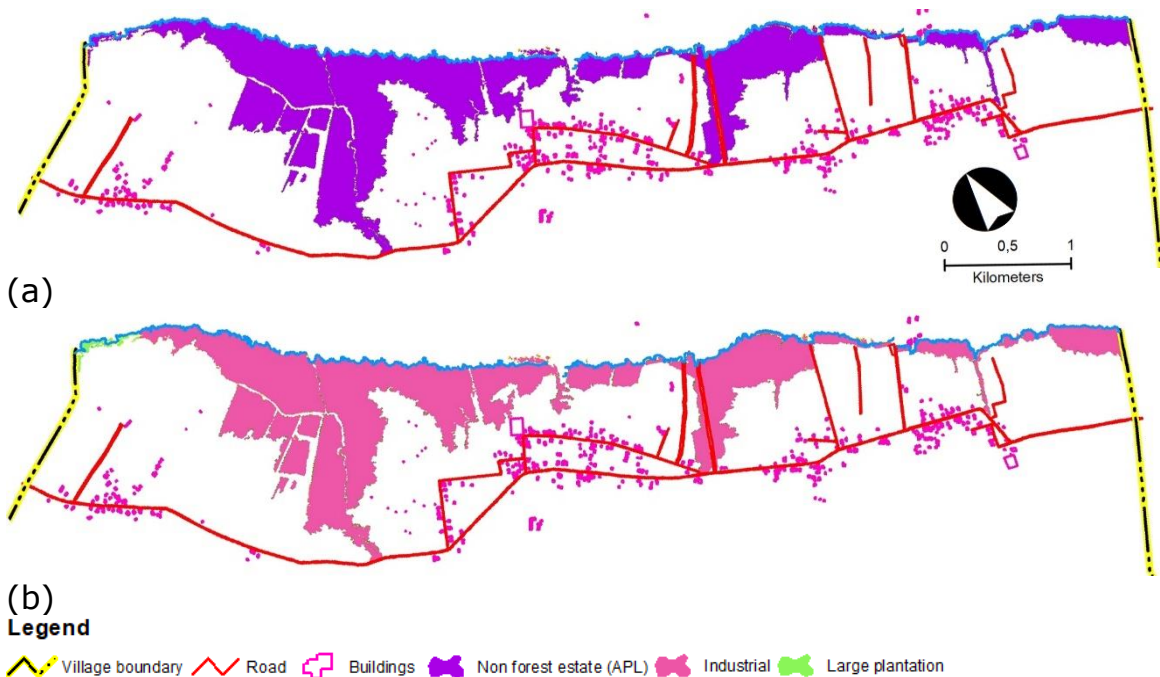 0 0,5 1
Kilometers
(a)
(b)
Legend
Village boundary Road Buildings Non forest estate (APL) Industrial Large plantation